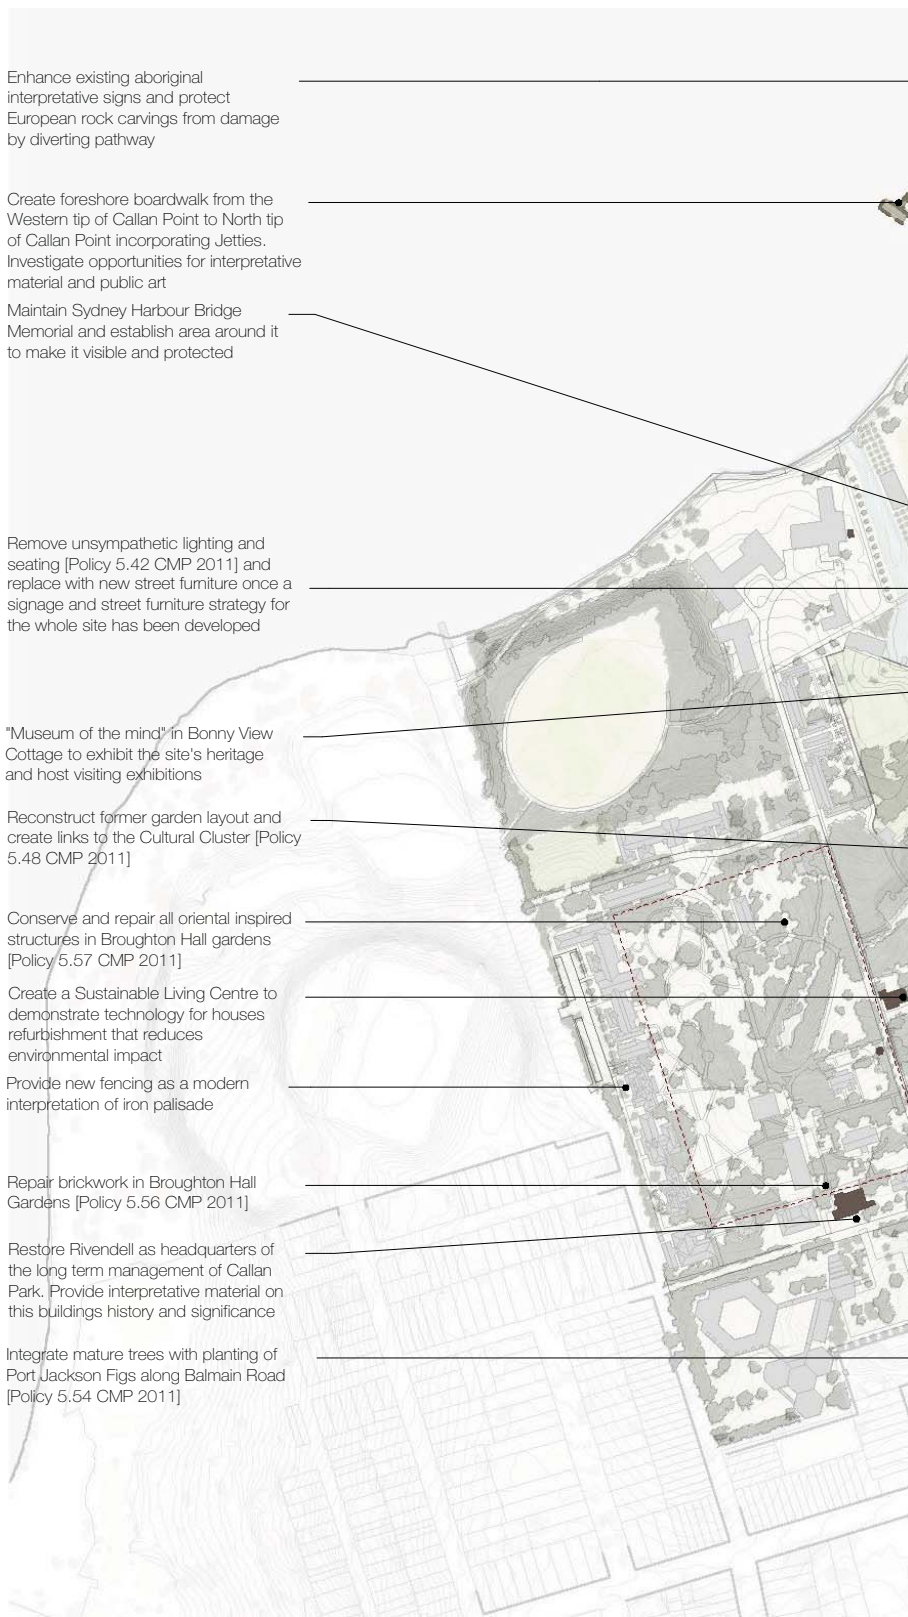 Enhance existing aboriginal
interpretative signs and protect
European rock carvings from damage
by diverting pathway
Create foreshore boardwalk from the
Western tip of Callan Point to North tip
of Callan Point incorporating Jetties.
Investigate opportunities for interpretative
material and public art
Maintain Sydney Harbour Bridge
Memorial and establish area around it
to make it visible and protected
Remove unsympathetic lighting and
seating [Policy 5.42 CMP 2011] and
replace with new street furniture once a
signage and street furniture strategy for
the whole site has been developed
"Museum of the mind" in Bonny View
Cottage to exhibit the site's heritage
and host visiting exhibitions
Reconstruct former garden layout and
create links to the Cultural Cluster [Policy
5.48 CMP 2011]
Conserve and repair all oriental inspired
structures in Broughton Hall gardens
[Policy 5.57 CMP 2011]
Create a Sustainable Living Centre to
demonstrate technology for houses
refurbishment that reduces
environmental impact
Provide new fencing as a modern
interpretation of iron palisade
Repair brickwork in Broughton Hall
Gardens [Policy 5.56 CMP 2011]
Restore Rivendell as headquarters of
the long term management of Callan
Park. Provide interpretative material on
this buildings history and significance
Integrate mature trees with planting of
Port Jackson Figs along Balmain Road
[Policy 5.54 CMP 2011]